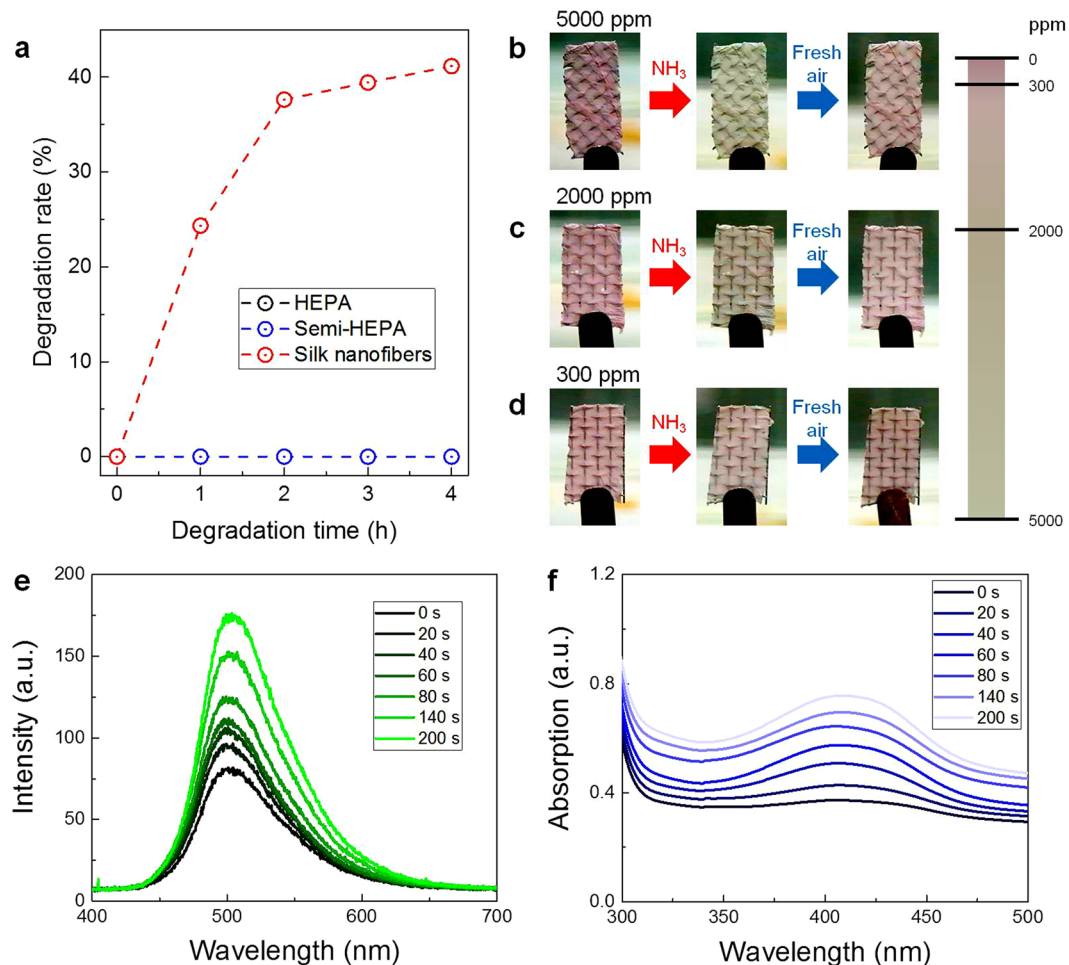 a
Degradation rate (%)
40
30
20
10
0
HEPA
Semi-HEPA
Silk nanofibers
0 1 2 3 4
Degradation time (h)
b
5000 ppm
NH3
Fresh
air
c
2000 ppm
NH3
Fresh
air
d
300 ppm
NH3
Fresh
air
ppm
0
300
2000
5000
e
Intensity (a.u.)
200
150
100
50
0
0 s
20 s
40 s
60 s
80 s
140 s
200 s
400 500 600 700
Wavelength (nm)
f
Absorption (a.u.)
1.2
0.8
0.4
0.0
0 s
20 s
40 s
60 s
80 s
140 s
200 s
300 350 400 450 500
Wavelength (nm)